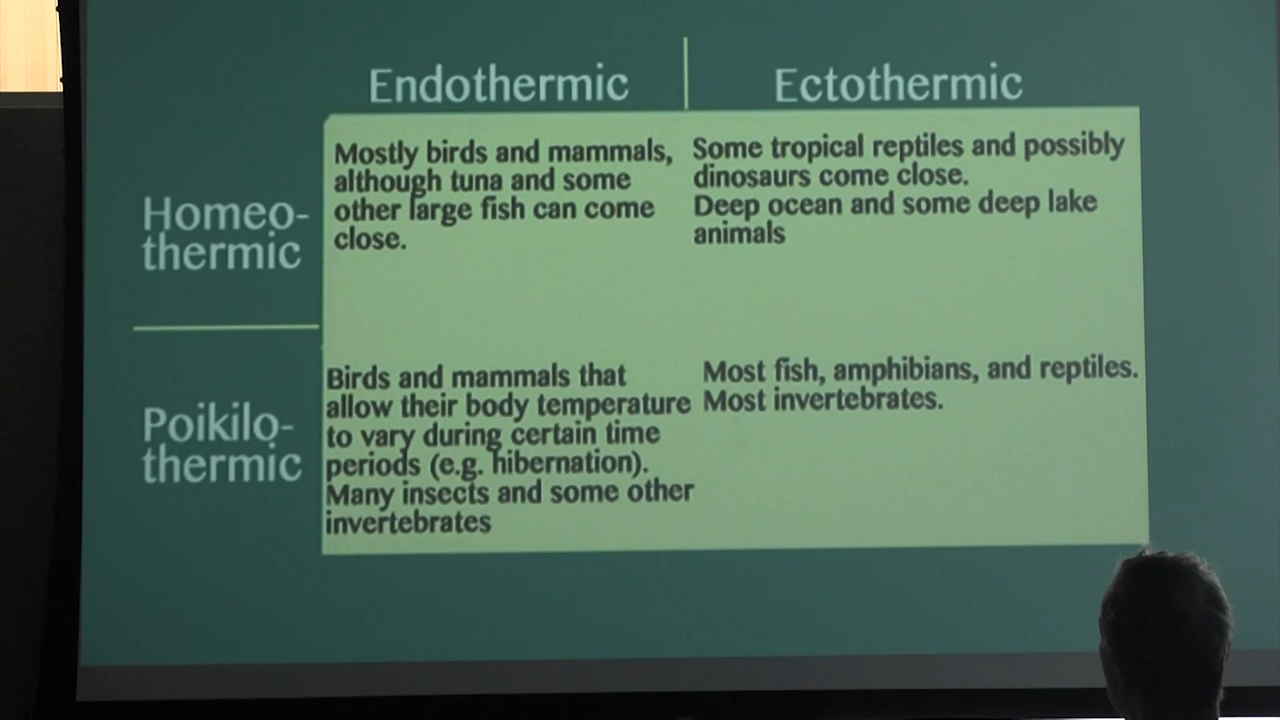 Endothermic
Ectothermic
Homeo-
thermic
Mostly birds and mammals,
although tuna and some
other large fish can come
close.
Some tropical reptiles and possibly
dinosaurs come close.
Deep ocean and some deep lake
animals
Poikilo-
thermic
Birds and mammals that
allow their body temperature
to vary during certain time
periods (e.g. hibernation).
Many insects and some other
invertebrates
Most fish, amphibians, and reptiles.
Most invertebrates.